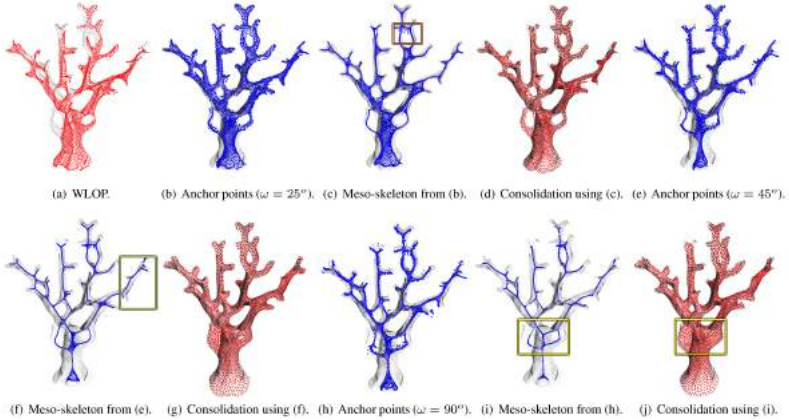 (a) WLOP.
(b) Anchor points (ω = 25°).
(c) Meso-skeleton from (b).
(d) Consolidation using (c).
(e) Anchor points (ω = 45°).
(f) Meso-skeleton from (e).
(g) Consolidation using (f).
(h) Anchor points (ω = 90°).
(i) Meso-skeleton from (h).
(j) Consolidation using (i).